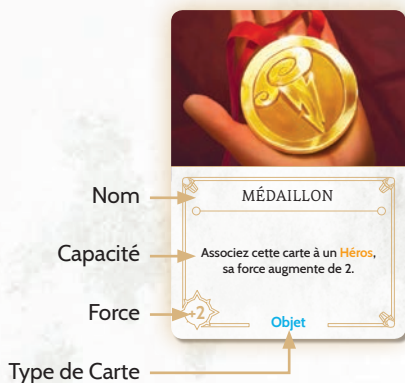 Nom
MÉDAILLON
Capacité
Associez cette carte à un Héros,
sa force augmente de 2.
Force
+2
Objet
Type de Carte